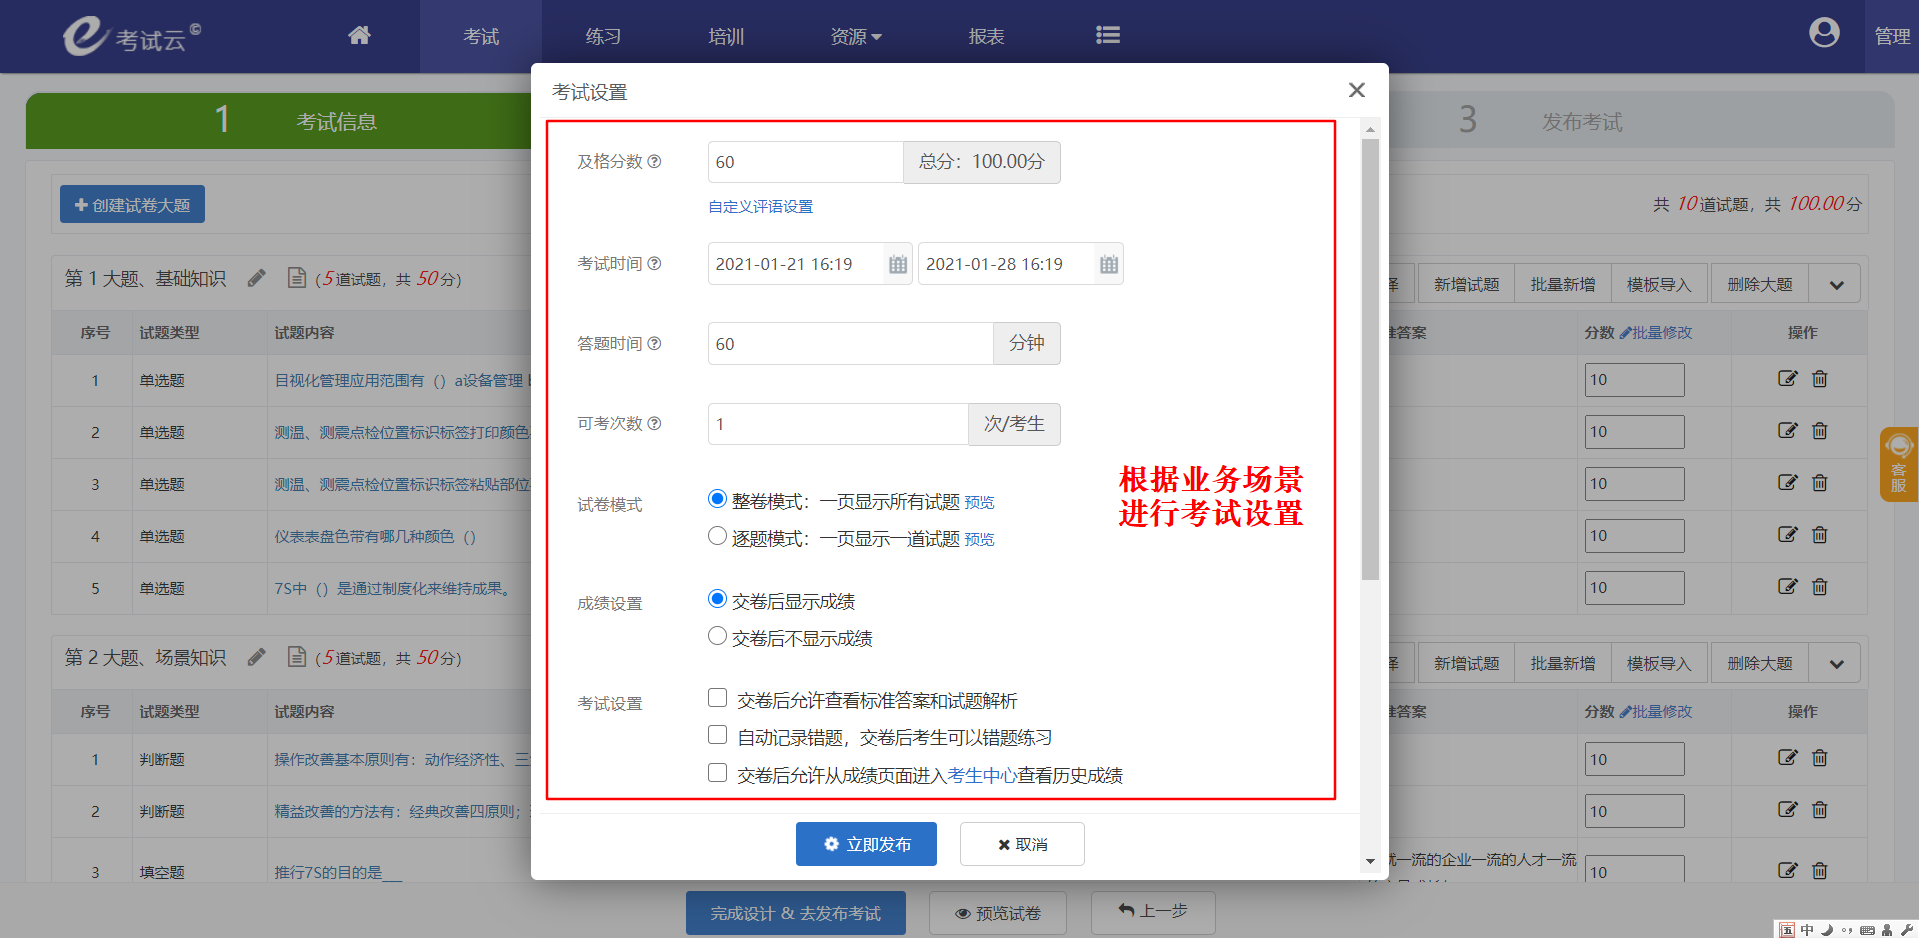 考试云©
考试
练习
培训
资源
报表
管理
1 考试信息
3 发布考试
创建试卷大题
共 10道试题，共 100.00分
第 1 大题、基础知识 (5道试题，共 50分)
新增试题 批量新增 模板导入 删除大题
序号 试题类型 试题内容 分数 批量修改 操作
1 单选题 目视化管理应用范围有（）a设备管理 10
2 单选题 测温、测震点检位置标识标签打印颜色 10
3 单选题 测温、测震点检位置标识标签粘贴部位 10
4 单选题 仪表表盘色带有哪几种颜色（） 10
5 单选题 7S中（）是通过制度化来维持成果。 10
第 2 大题、场景知识 (5道试题，共 50分)
新增试题 批量新增 模板导入 删除大题
序号 试题类型 试题内容 答案 分数 批量修改 操作
1 判断题 操作改善基本原则有：动作经济性、三 10
2 判断题 精益改善的方法有：经典改善四原则； 10
3 填空题 推行7S的目的是__ 一流的企业一流的人才一流 10
考试设置
及格分数 60 总分：100.00分
自定义评语设置
考试时间 2021-01-21 16:19 2021-01-28 16:19
答题时间 60 分钟
可考次数 1 次/考生
试卷模式 整卷模式：一页显示所有试题 预览
逐题模式：一页显示一道试题 预览
根据业务场景
进行考试设置
成绩设置 交卷后显示成绩
交卷后不显示成绩
考试设置 交卷后允许查看标准答案和试题解析
自动记录错题，交卷后考生可以错题练习
交卷后允许从成绩页面进入考生中心查看历史成绩
立即发布 取消
完成设计 & 去发布考试 预览试卷 上一步
客服
五 中